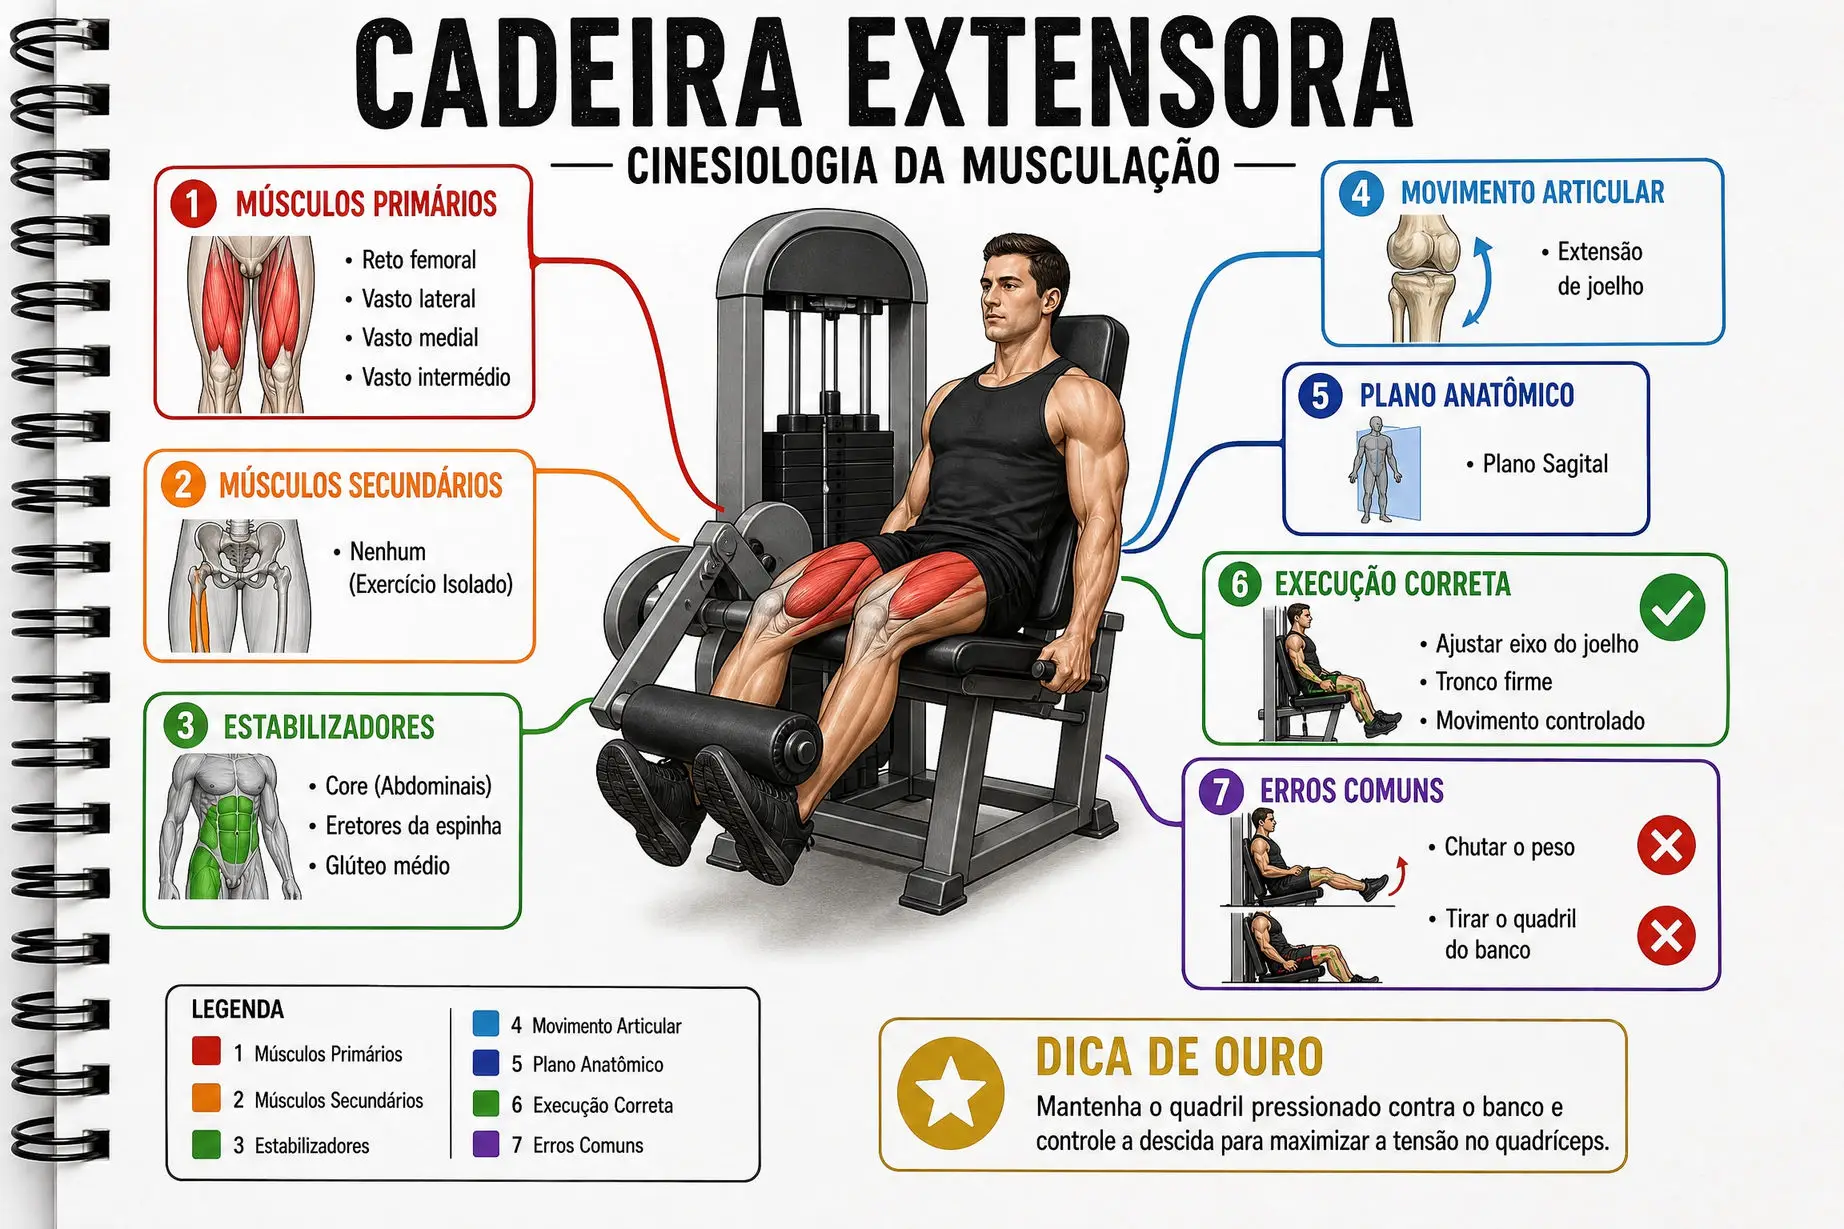 CADEIRA EXTENSORA
CINESIOLOGIA DA MUSCULAÇÃO
1 MÚSCULOS PRIMÁRIOS
• Reto femoral
• Vasto lateral
• Vasto medial
• Vasto intermédio
2 MÚSCULOS SECUNDÁRIOS
• Nenhum
(Exercício Isolado)
3 ESTABILIZADORES
• Core (Abdominais)
• Eretores da espinha
• Glúteo médio
4 MOVIMENTO ARTICULAR
• Extensão
de joelho
5 PLANO ANATÔMICO
• Plano Sagital
6 EXECUÇÃO CORRETA
• Ajustar eixo do joelho
• Tronco firme
• Movimento controlado
7 ERROS COMUNS
• Chutar o peso
• Tirar o quadril
do banco
LEGENDA
1 Músculos Primários
2 Músculos Secundários
3 Estabilizadores
4 Movimento Articular
5 Plano Anatômico
6 Execução Correta
7 Erros Comuns
DICA DE OURO
Mantenha o quadril pressionado contra o banco e
controle a descida para maximizar a tensão no quadríceps.